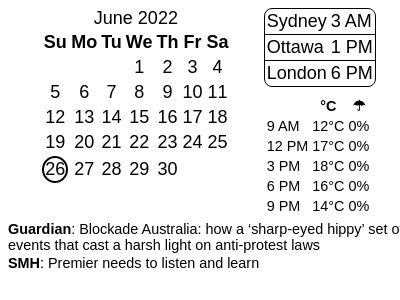 June 2022
Su Mo Tu We Th Fr Sa
1 2 3 4
5 6 7 8 9 10 11
12 13 14 15 16 17 18
19 20 21 22 23 24 25
26 27 28 29 30
Sydney 3 AM
Ottawa 1 PM
London 6 PM
°C ☂
9 AM 12°C 0%
12 PM 17°C 0%
3 PM 18°C 0%
6 PM 16°C 0%
9 PM 14°C 0%
Guardian: Blockade Australia: how a ‘sharp-eyed hippy’ set o
events that cast a harsh light on anti-protest laws
SMH: Premier needs to listen and learn